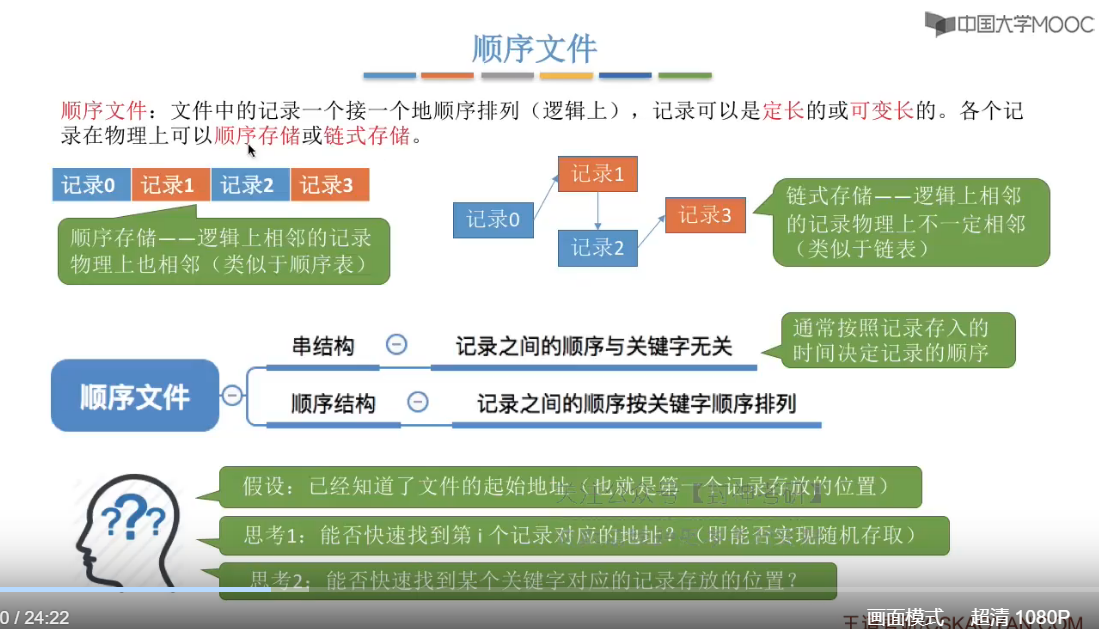 中国大学MOOC
顺序文件
顺序文件：文件中的记录一个接一个地顺序排列（逻辑上），记录可以是定长的或可变长的。各个记
录在物理上可以顺序存储或链式存储。
记录0 记录1 记录2 记录3
顺序存储——逻辑上相邻的记录
物理上也相邻（类似于顺序表）
记录0
记录1
记录2
记录3
链式存储——逻辑上相邻
的记录物理上不一定相邻
（类似于链表）
顺序文件
串结构
记录之间的顺序与关键字无关
通常按照记录存入的
时间决定记录的顺序
顺序结构
记录之间的顺序按关键字顺序排列
???
假设：已经知道了文件的起始地址（也就是第一个记录存放的位置）
思考1：能否快速找到第i个记录对应的地址？（即能否实现随机存取）
思考2：能否快速找到某个关键字对应的记录存放的位置？
0 / 24:22
画面模式
超清 1080P